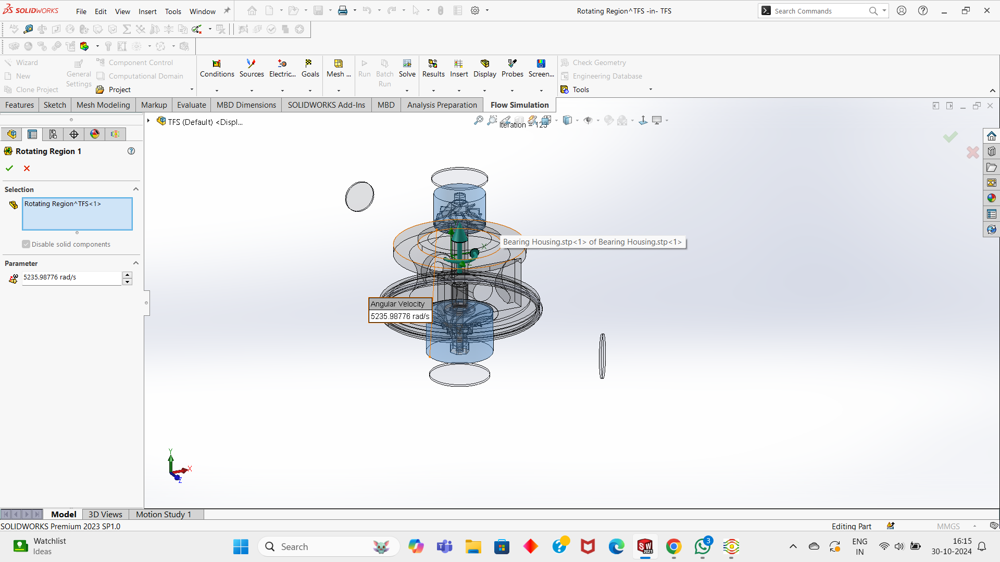 SOLIDWORKS
File Edit View Insert Tools Window
Rotating Region^TFS -in- TFS
Search Commands
Wizard
New
Clone Project
General Settings
Component Control
Computational Domain
Project
Conditions
Sources
Electric...
Goals
Mesh ...
Run
Batch Run
Solve
Results
Insert
Display
Probes
Screen...
Check Geometry
Engineering Database
Tools
Features Sketch Mesh Modeling Markup Evaluate MBD Dimensions SOLIDWORKS Add-Ins MBD Analysis Preparation Flow Simulation
TFS (Default) <Displ...
Iteration = 123
Rotating Region 1
Selection
Rotating Region^TFS<1>
Disable solid components
Parameter
5235.98776 rad/s
Bearing Housing.stp<1> of Bearing Housing.stp<1>
X
Angular Velocity
5235.98776 rad/s
Y
X
Z
Model 3D Views Motion Study 1
SOLIDWORKS Premium 2023 SP1.0
Editing Part
MMGS
Watchlist
Ideas
Search
SW
2023
3
ENG
IN
16:15
30-10-2024